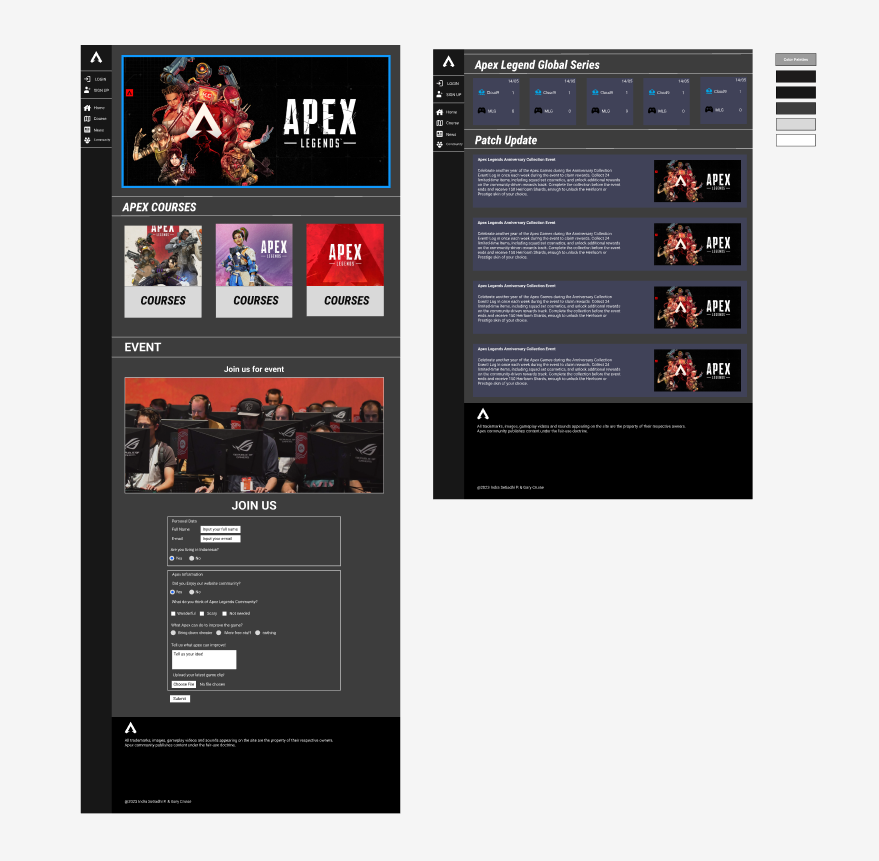 LOGIN
SIGN UP
Home
Course
News
Community
APEX
LEGENDS
APEX COURSES
APEX
APEX
LEGENDS
APEX
LEGENDS
COURSES
COURSES
COURSES
EVENT
Join us for event
JOIN US
Personal Data
Full Name
Input your full name
E-mail
Input your e-mail
Are you living in Indonesia?
Yes
No
Apex Information
Did you enjoy our website community?
Yes
No
What do you think of Apex Legends Community?
Wonderful
Scary
Not needed
What Apex can do to improve the game?
More free stuff
nothing
Tell us what apex can improve!
Tell us your idea!
Upload your latest game clip!
Choose File
No file chosen
Submit
All trademarks, images, gameplay videos and sounds appearing on the site are the property of their respective owners.
Apex community publishes content under the fair-use doctrine.
LOGIN
SIGN UP
Home
Course
News
Community
Apex Legend Global Series
14/05
14/05
14/05
14/05
14/05
Cloud9 1
Cloud9 1
Cloud9 1
Cloud9 1
Cloud9 1
MLG 0
MLG 0
MLG 0
MLG 0
MLG 0
Patch Update
Apex Legends Anniversary Collection Event
Celebrate another year of the Apex Games during the Anniversary Collection
Event! Log in once each week during the event to claim rewards. Collect 24
limited-time items, including squad set cosmetics, and unlock additional rewards
on the community-driven rewards track. Complete the collection before the event
ends and receive 150 Heirloom Shards, enough to unlock the Heirloom or
Prestige skin of your choice.
APEX
LEGENDS
Apex Legends Anniversary Collection Event
Celebrate another year of the Apex Games during the Anniversary Collection
Event! Log in once each week during the event to claim rewards. Collect 24
limited-time items, including squad set cosmetics, and unlock additional rewards
on the community-driven rewards track. Complete the collection before the event
ends and receive 150 Heirloom Shards, enough to unlock the Heirloom or
Prestige skin of your choice.
APEX
LEGENDS
Apex Legends Anniversary Collection Event
Celebrate another year of the Apex Games during the Anniversary Collection
Event! Log in once each week during the event to claim rewards. Collect 24
limited-time items, including squad set cosmetics, and unlock additional rewards
on the community-driven rewards track. Complete the collection before the event
ends and receive 150 Heirloom Shards, enough to unlock the Heirloom or
Prestige skin of your choice.
APEX
LEGENDS
Apex Legends Anniversary Collection Event
Celebrate another year of the Apex Games during the Anniversary Collection
Event! Log in once each week during the event to claim rewards. Collect 24
limited-time items, including squad set cosmetics, and unlock additional rewards
on the community-driven rewards track. Complete the collection before the event
ends and receive 150 Heirloom Shards, enough to unlock the Heirloom or
Prestige skin of your choice.
APEX
LEGENDS
All trademarks, images, gameplay videos and sounds appearing on the site are the property of their respective owners.
Apex community publishes content under the fair-use doctrine.
Color Palettes